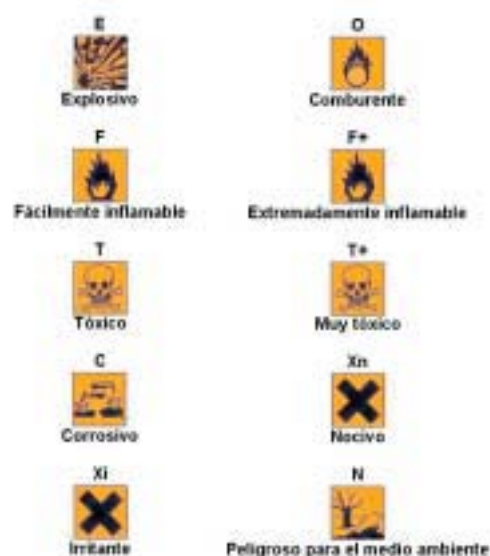 E
Explosivo
O
Comburente
F
Fácilmente inflamable
F+
Extremadamente inflamable
T
Tóxico
T+
Muy tóxico
C
Corrosivo
Xn
Nocivo
Xi
Irritante
N
Peligroso para el medio ambiente